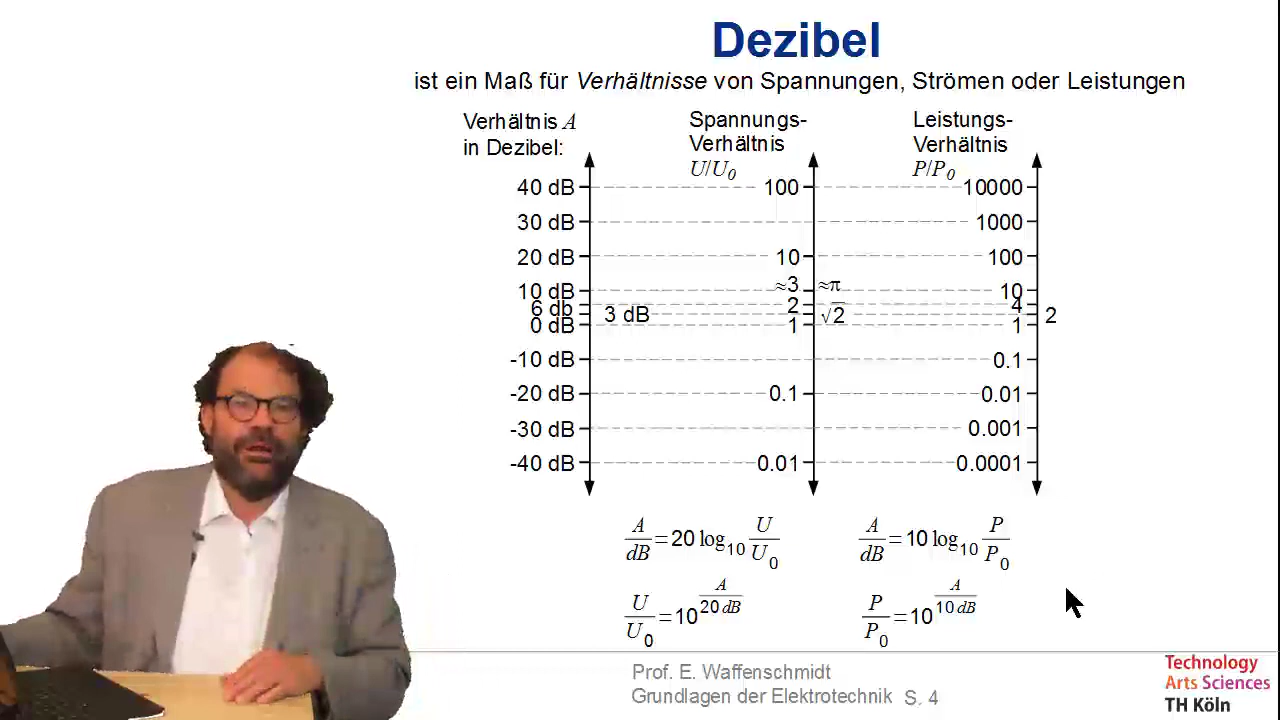 Dezibel
ist ein Maß für Verhältnisse von Spannungen, Strömen oder Leistungen
Verhältnis A
in Dezibel:
Spannungs-
Verhältnis
U/U₀
Leistungs-
Verhältnis
P/P₀
40 dB 100 10000
30 dB 1000
20 dB 10 100
10 dB ≈3 ≈π 10
6 db 2 4
3 dB √2 2
0 dB 1 1
-10 dB 0.1
-20 dB 0.1 0.01
-30 dB 0.001
-40 dB 0.01 0.0001
A/dB = 20 log₁₀ U/U₀
A/dB = 10 log₁₀ P/P₀
U/U₀ = 10^(A/20 dB)
P/P₀ = 10^(A/10 dB)
Prof. E. Waffenschmidt
Grundlagen der Elektrotechnik S. 4
Technology
Arts Sciences
TH Köln